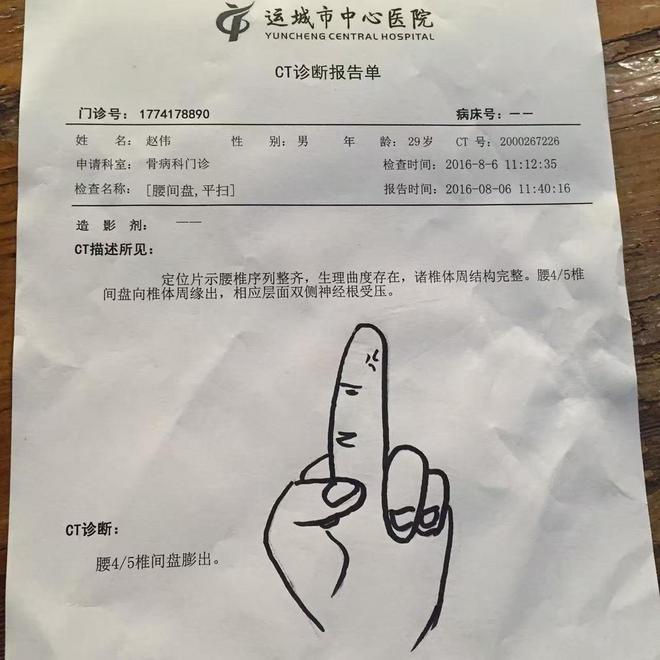 运城市中心医院
YUNCHENG CENTRAL HOSPITAL
CT诊断报告单
门诊号: 1774178890 病床号: ——
姓 名: 赵伟 性 别: 男 年 龄: 29岁 CT 号: 2000267226
申请科室: 骨病科门诊 检查时间: 2016-8-6 11:12:35
检查名称: [腰间盘,平扫] 报告时间: 2016-08-06 11:40:16
造 影 剂: ——
CT描述所见:
定位片示腰椎序列整齐，生理曲度存在，诸椎体周结构完整。腰4/5椎
间盘向椎体周缘出，相应层面双侧神经根受压。
CT诊断:
腰4/5椎间盘膨出。